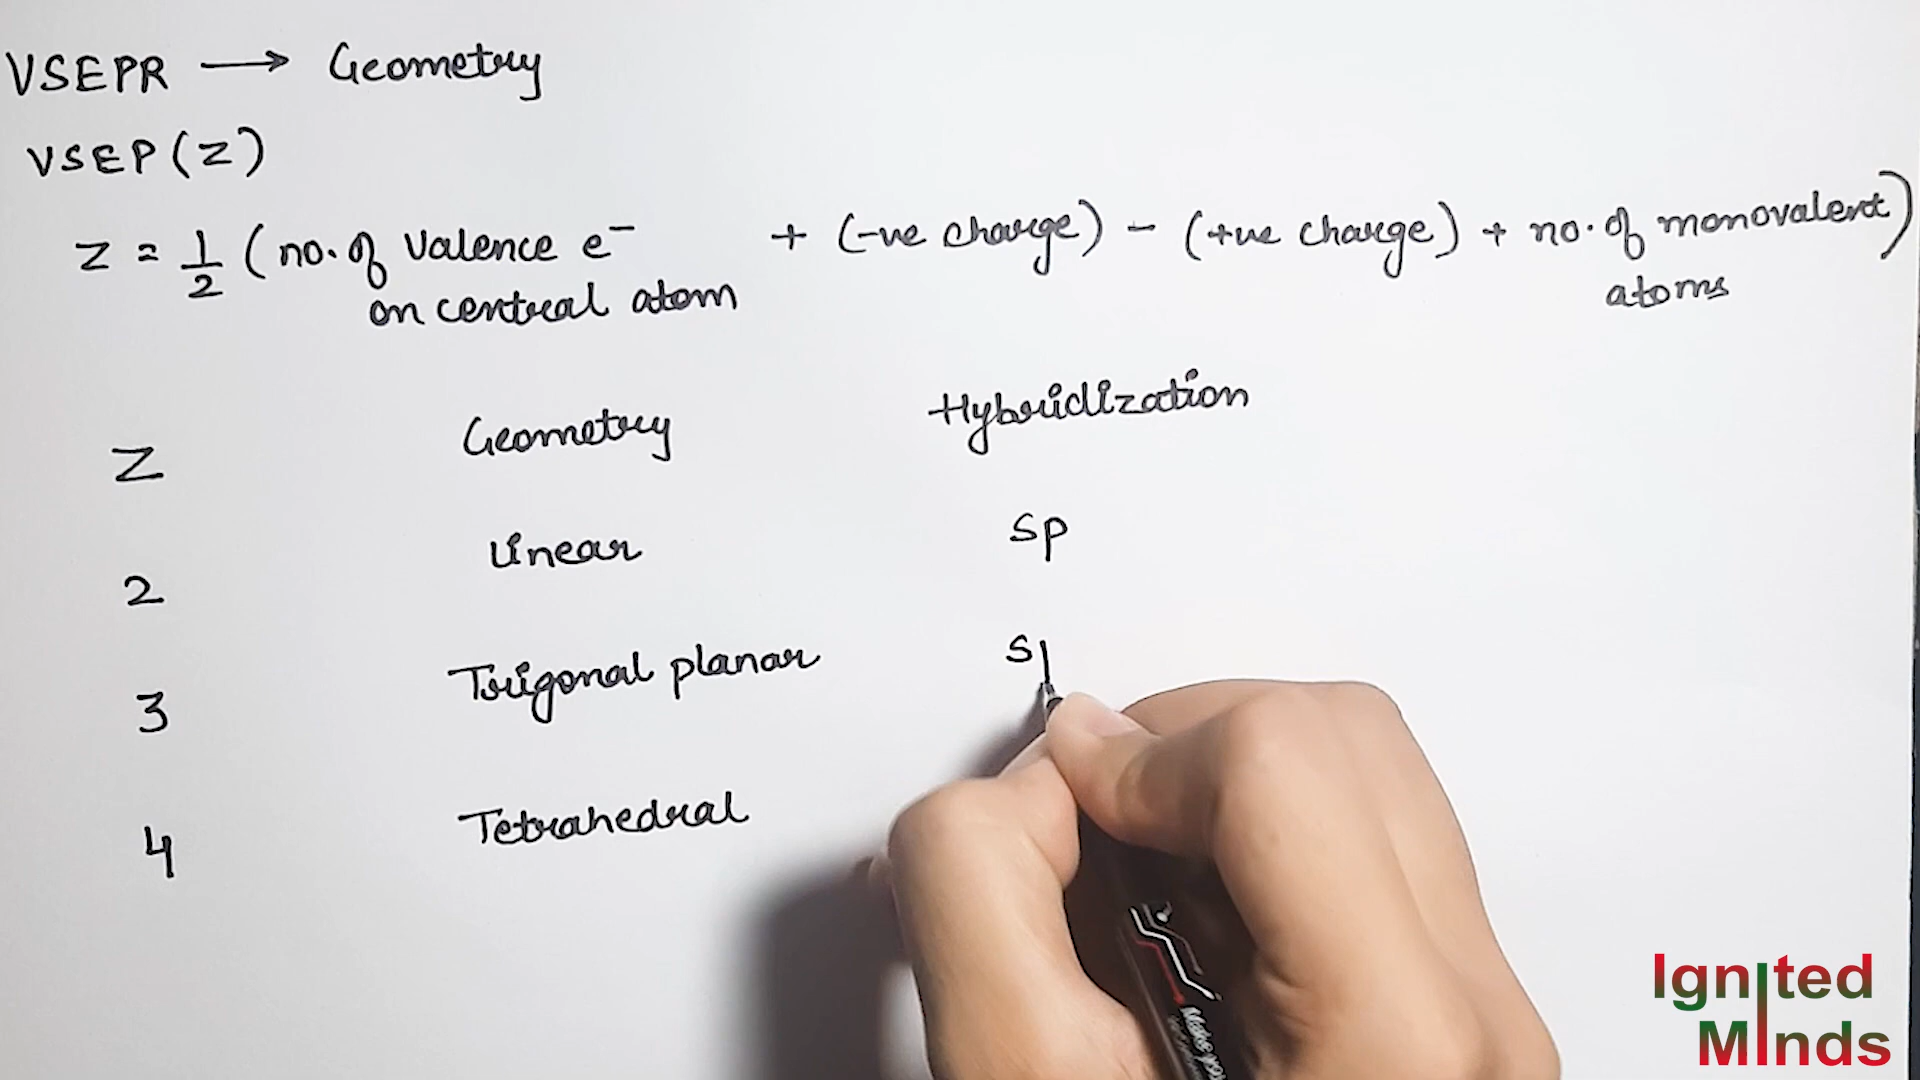 VSEPR → Geometry
VSEP(Z)
Z = 1/2 ( no. of valence e⁻ + (-ve charge) - (+ve charge) + no. of monovalent)
on central atom atoms
Z Geometry Hybridization
2 Linear Sp
3 Trigonal planar S
4 Tetrahedral
Ignited
Minds